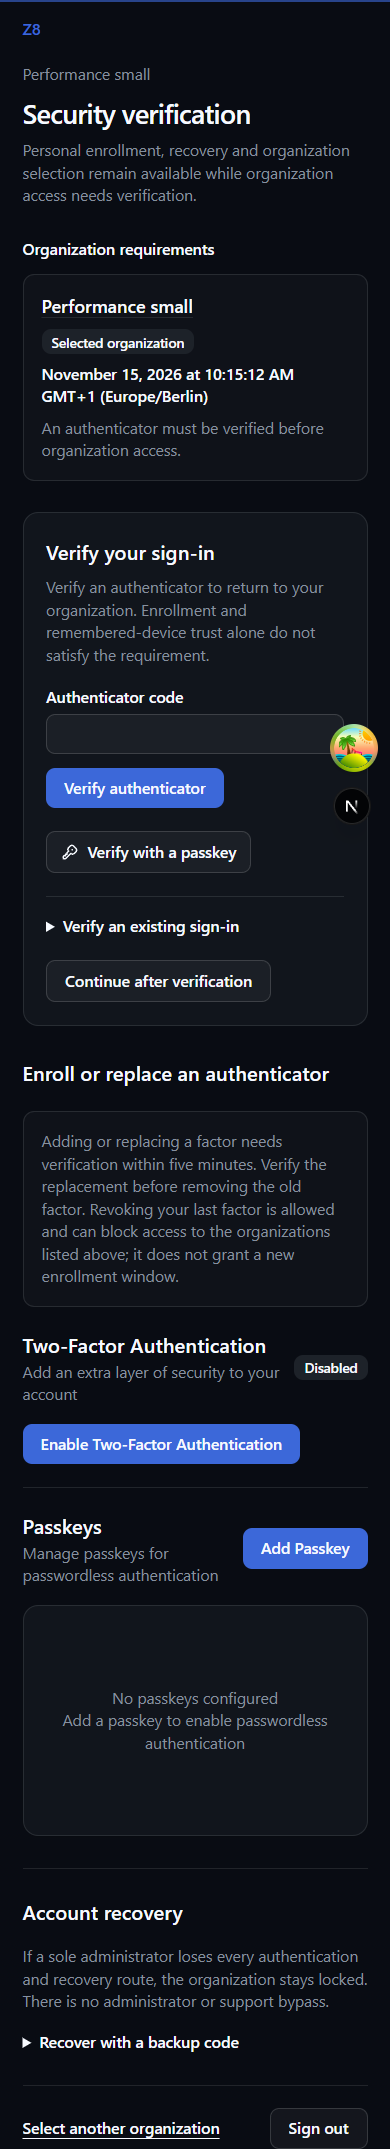 Z8
Performance small
Security verification
Personal enrollment, recovery and organization
selection remain available while organization
access needs verification.
Organization requirements
Performance small
Selected organization
November 15, 2026 at 10:15:12 AM
GMT+1 (Europe/Berlin)
An authenticator must be verified before
organization access.
Verify your sign-in
Verify an authenticator to return to your
organization. Enrollment and
remembered-device trust alone do not
satisfy the requirement.
Authenticator code
Verify authenticator
N
Verify with a passkey
Verify an existing sign-in
Continue after verification
Enroll or replace an authenticator
Adding or replacing a factor needs
verification within five minutes. Verify the
replacement before removing the old
factor. Revoking your last factor is allowed
and can block access to the organizations
listed above; it does not grant a new
enrollment window.
Two-Factor Authentication
Add an extra layer of security to your
account
Disabled
Enable Two-Factor Authentication
Passkeys
Manage passkeys for
passwordless authentication
Add Passkey
No passkeys configured
Add a passkey to enable passwordless
authentication
Account recovery
If a sole administrator loses every authentication
and recovery route, the organization stays locked.
There is no administrator or support bypass.
Recover with a backup code
Select another organization
Sign out